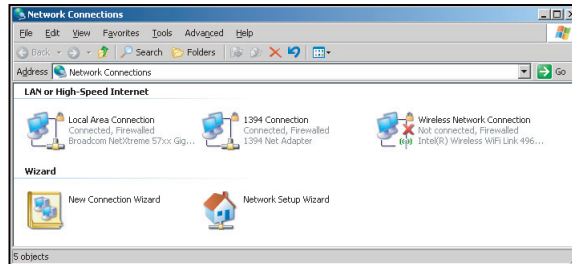 Network Connections
File Edit View Favorites Tools Advanced Help
Back Search Folders
Address Network Connections Go
LAN or High-Speed Internet
Local Area Connection
Connected, Firewalled
Broadcom NetXtreme 57xx Gig...
1394 Connection
Connected, Firewalled
1394 Net Adapter
Wireless Network Connection
Not connected, Firewalled
Intel(R) Wireless WiFi Link 496...
Wizard
New Connection Wizard
Network Setup Wizard
5 objects